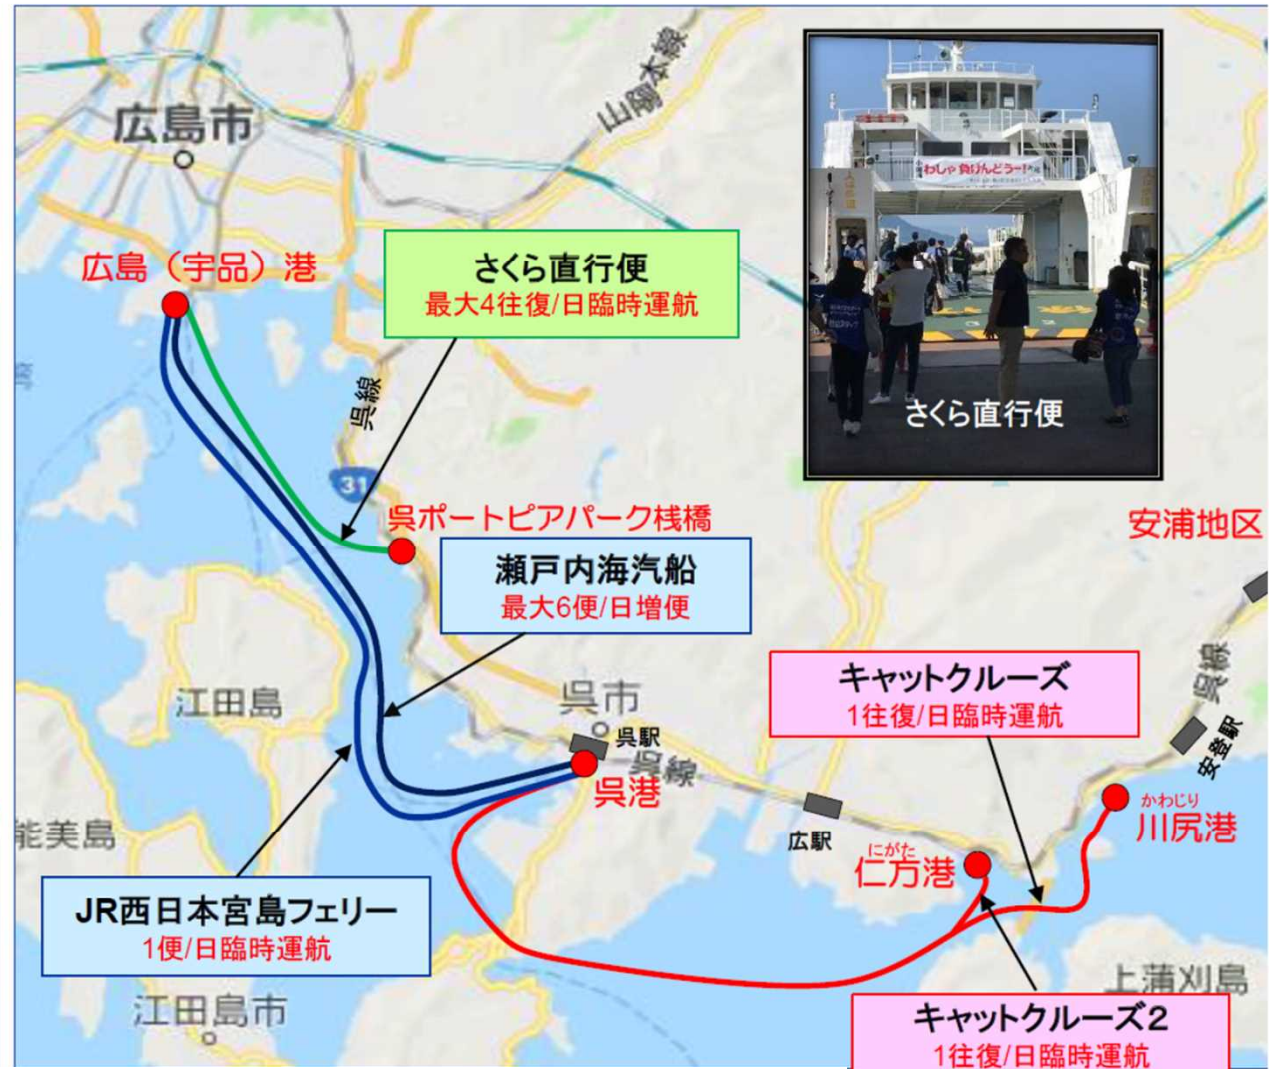 広島市
山陽本線
広島（宇品）港
さくら直行便
最大4往復/日臨時運航
わしゃ負けんどうー!
さくら直行便
呉線
31
呉ポートピアパーク桟橋
安浦地区
瀬戸内海汽船
最大6便/日増便
キャットクルーズ
1往復/日臨時運航
呉線
安登駅
江田島
呉市
呉駅
呉線
呉港
かわじり
川尻港
広駅
にがた
仁方港
能美島
JR西日本宮島フェリー
1便/日臨時運航
上蒲刈島
江田島市
キャットクルーズ2
1往復/日臨時運航